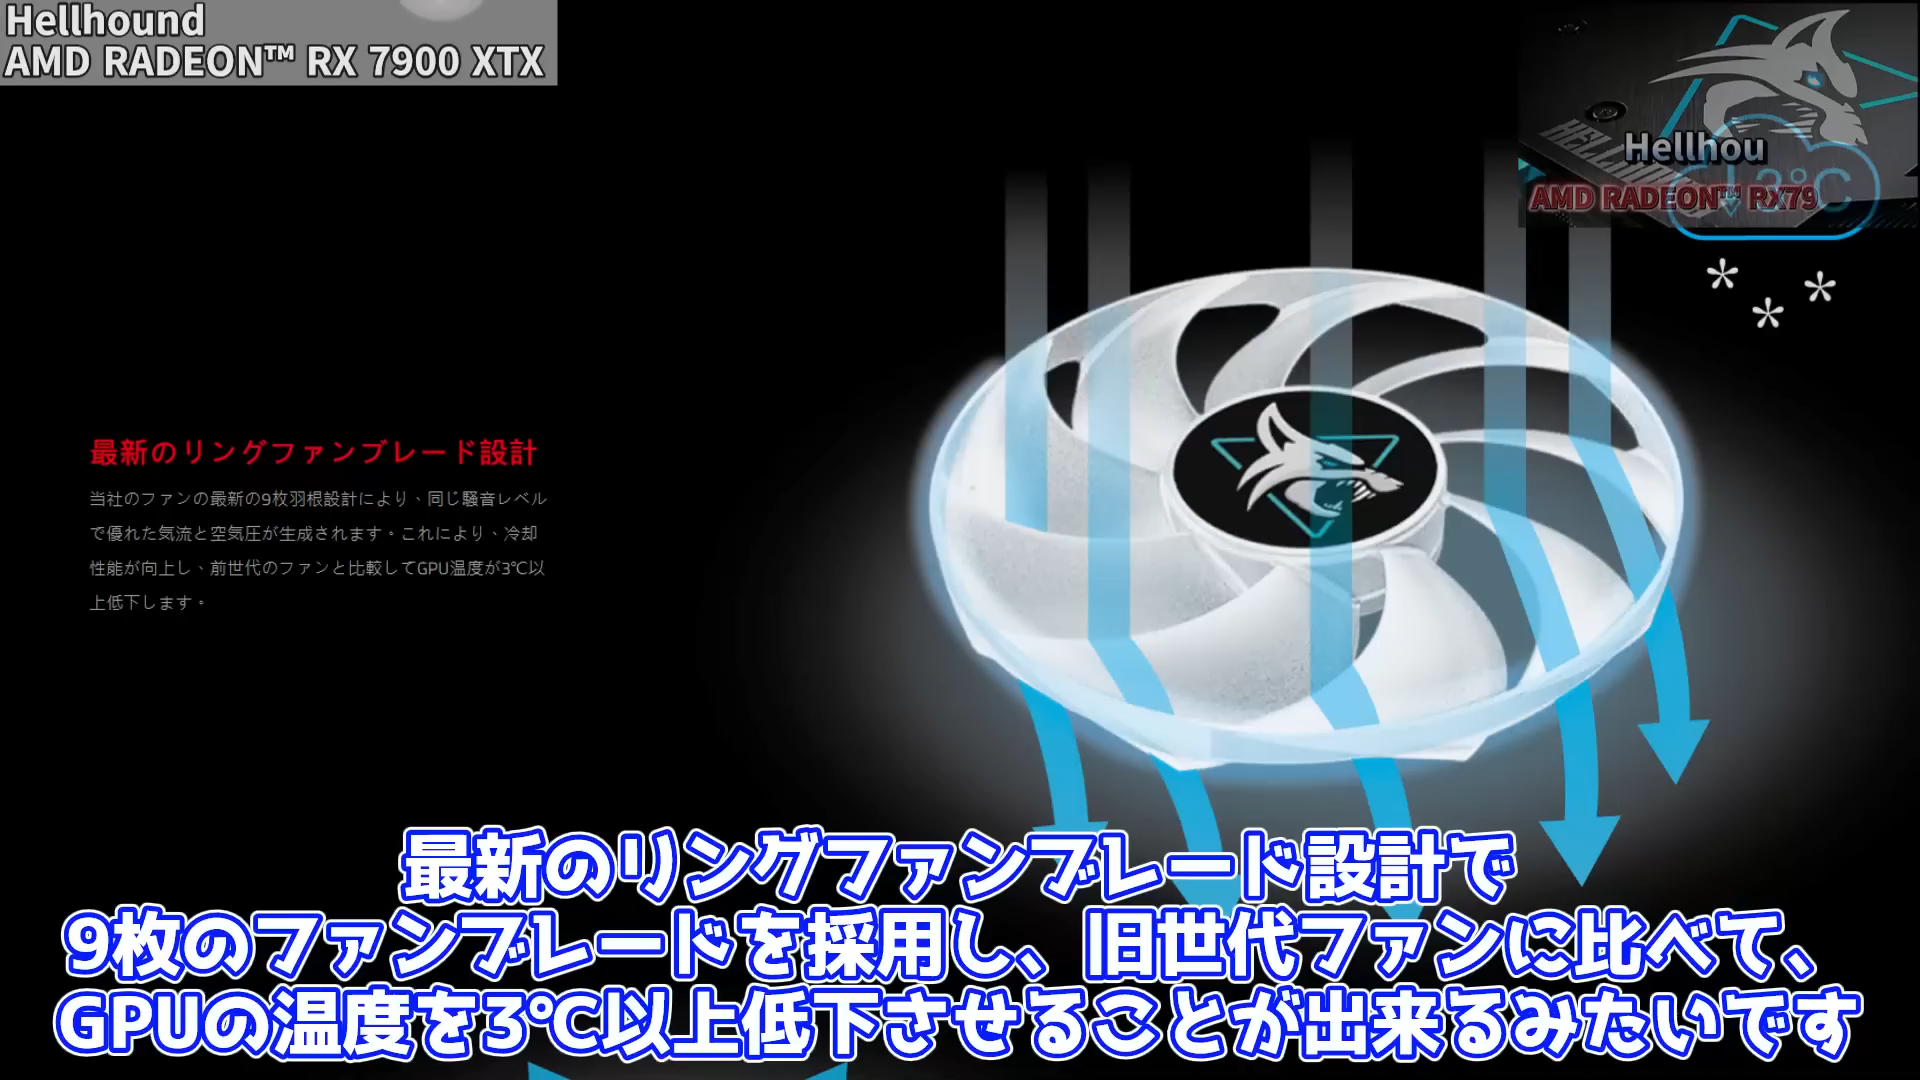 Hellhound
AMD RADEON™ RX 7900 XTX
Hellhou
AMD RADEON™ Rx79
3°C
最新のリングファンブレード設計
当社のファンの最新の9枚羽根設計により、同じ騒音レベル
で優れた気流と空気圧が生成されます。これにより、冷却
性能が向上し、前世代のファンと比較してGPU温度が3℃以
上低下します。
最新のリングファンブレード設計で
9枚のファンブレードを採用し、旧世代ファンに比べて、
GPUの温度を3℃以上低下させることが出来るみたいです